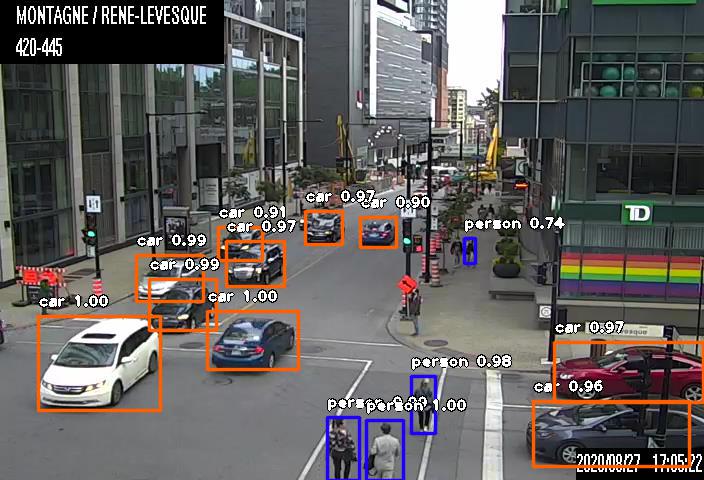 MONTAGNE / RENE-LEVESQUE
420-445
car 0.97
car 0.90
car 0.91
car 0.97
person 0.74
car 0.99
car 0.99
car 1.00
car 1.00
TD
car 0.97
person 0.98
car 0.96
person 1.00
2020/08/27 17:05:22